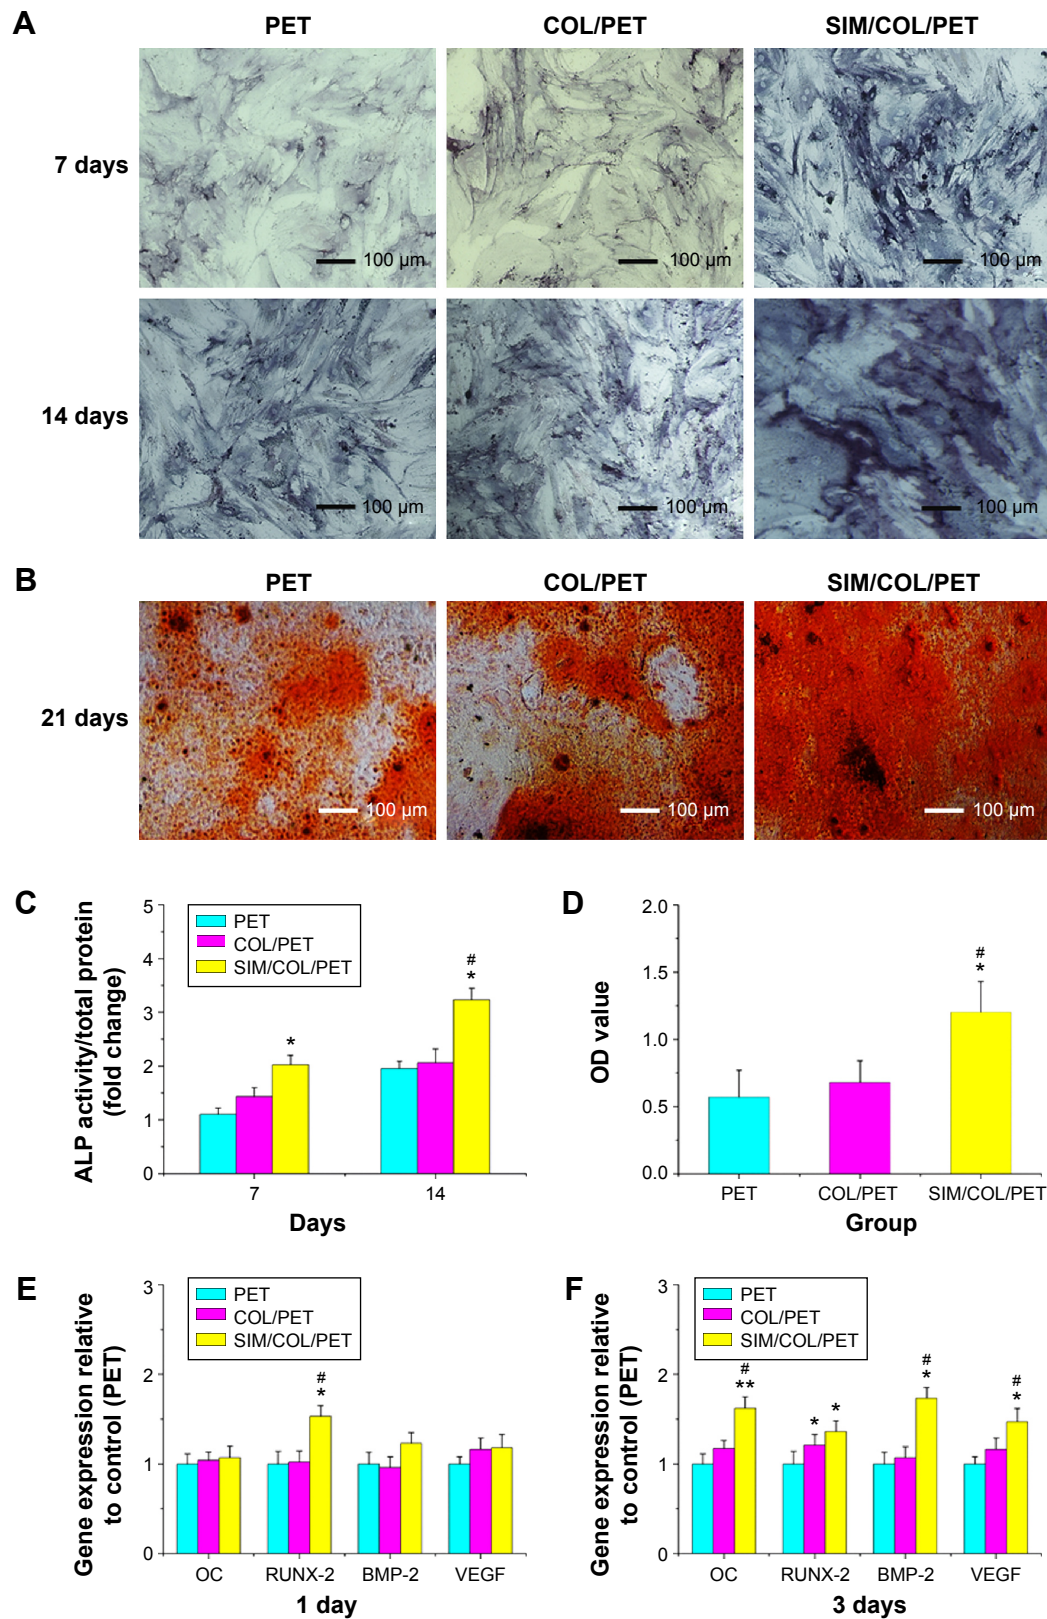 A
PET COL/PET SIM/COL/PET
7 days
100 µm 100 µm 100 µm
14 days
100 µm 100 µm 100 µm
B
PET COL/PET SIM/COL/PET
21 days
100 µm 100 µm 100 µm
C
ALP activity/total protein
(fold change)
5
4
3
2
1
0
PET
COL/PET
SIM/COL/PET
*
#
*
7 14
Days
D
OD value
2.0
1.5
1.0
0.5
0.0
#
*
PET COL/PET SIM/COL/PET
Group
E
Gene expression relative
to control (PET)
3
2
1
0
PET
COL/PET
SIM/COL/PET
#
*
OC RUNX-2 BMP-2 VEGF
1 day
F
Gene expression relative
to control (PET)
3
2
1
0
PET
COL/PET
SIM/COL/PET
#
**
* *
#
*
#
*
OC RUNX-2 BMP-2 VEGF
3 days